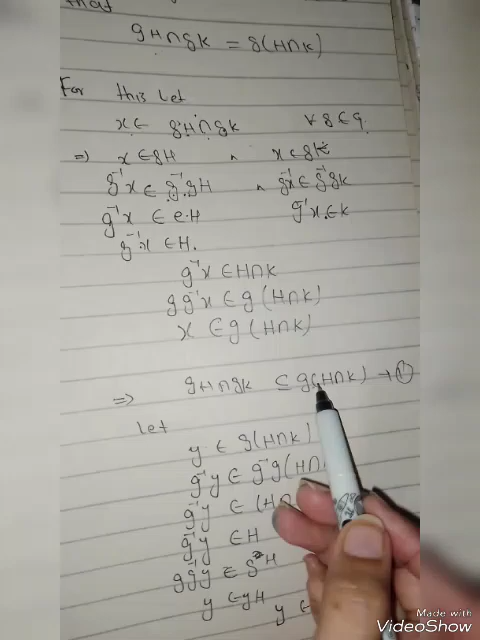 that
gH∩gK = g(H∩K)
For this let
x ∈ gH∩gK ∀ g ∈ G.
⇒ x ∈ gH ∧ x ∈ gK
g⁻¹x ∈ g⁻¹gH ∧ g⁻¹x ∈ g⁻¹gK
g⁻¹x ∈ e.H g⁻¹x ∈ K
g⁻¹x ∈ H.
g⁻¹x ∈ H∩K
gg⁻¹x ∈ g(H∩K)
x ∈ g(H∩K)
⇒ gH∩gK ⊆ g(H∩K) → ①
let
y ∈ g(H∩K)
g⁻¹y ∈ g⁻¹g(H∩
g⁻¹y ∈ (H∩
g⁻¹y ∈ H
gg⁻¹y ∈ gH
y ∈ gH y ∈
Made with
VideoShow